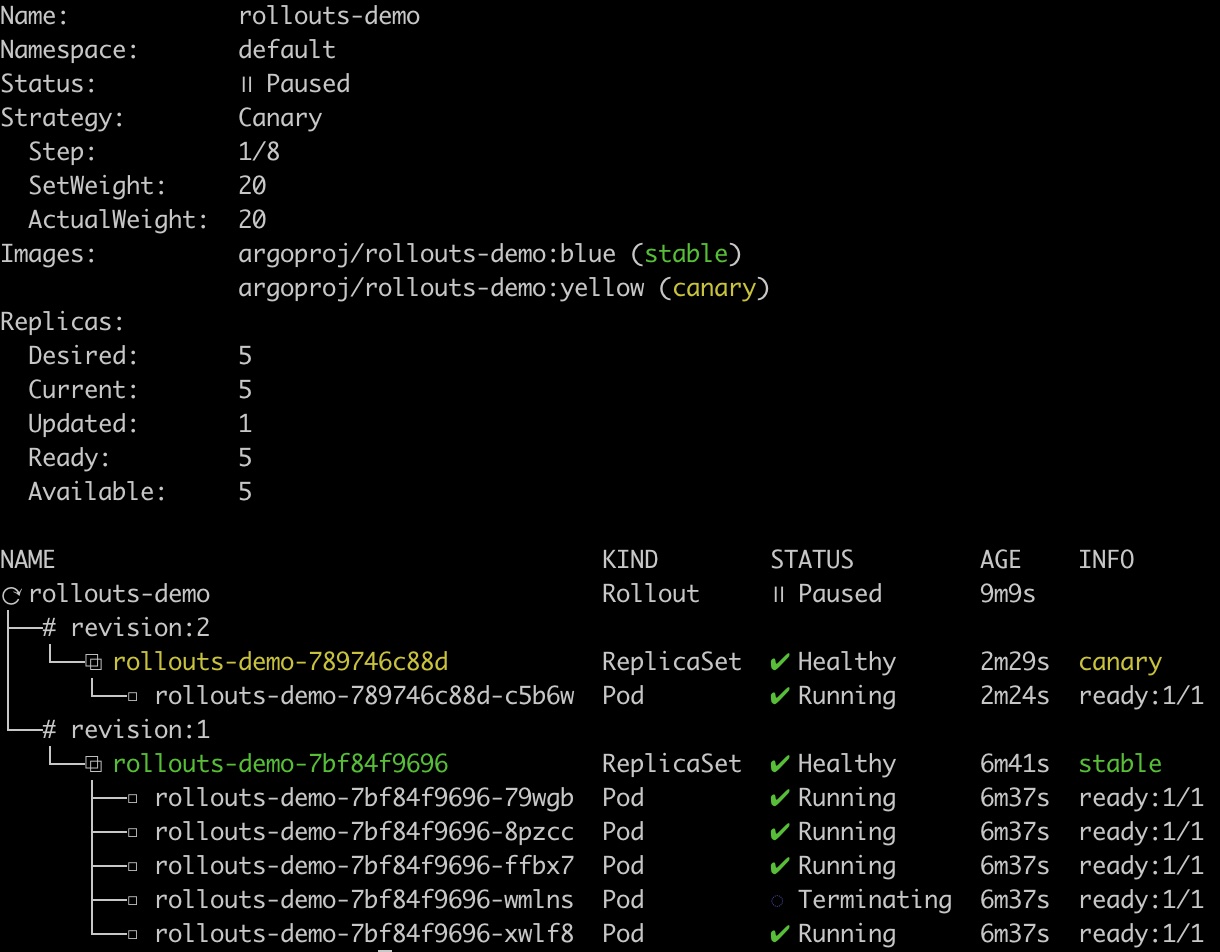 Name:            rollouts-demo
Namespace:       default
Status:          ॥ Paused
Strategy:        Canary
  Step:          1/8
  SetWeight:     20
  ActualWeight:  20
Images:          argoproj/rollouts-demo:blue (stable)
                 argoproj/rollouts-demo:yellow (canary)
Replicas:
  Desired:       5
  Current:       5
  Updated:       1
  Ready:         5
  Available:     5
NAME                                       KIND        STATUS         AGE    INFO
⟳ rollouts-demo                            Rollout     ॥ Paused       9m9s
├──# revision:2
│  └──⧉ rollouts-demo-789746c88d           ReplicaSet  ✔ Healthy      2m29s  canary
│     └──□ rollouts-demo-789746c88d-c5b6w  Pod         ✔ Running      2m24s  ready:1/1
└──# revision:1
   └──⧉ rollouts-demo-7bf84f9696           ReplicaSet  ✔ Healthy      6m41s  stable
      ├──□ rollouts-demo-7bf84f9696-79wgb  Pod         ✔ Running      6m37s  ready:1/1
      ├──□ rollouts-demo-7bf84f9696-8pzcc  Pod         ✔ Running      6m37s  ready:1/1
      ├──□ rollouts-demo-7bf84f9696-ffbx7  Pod         ✔ Running      6m37s  ready:1/1
      ├──□ rollouts-demo-7bf84f9696-wmlns  Pod         ◌ Terminating  6m37s  ready:1/1
      └──□ rollouts-demo-7bf84f9696-xwlf8  Pod         ✔ Running      6m37s  ready:1/1